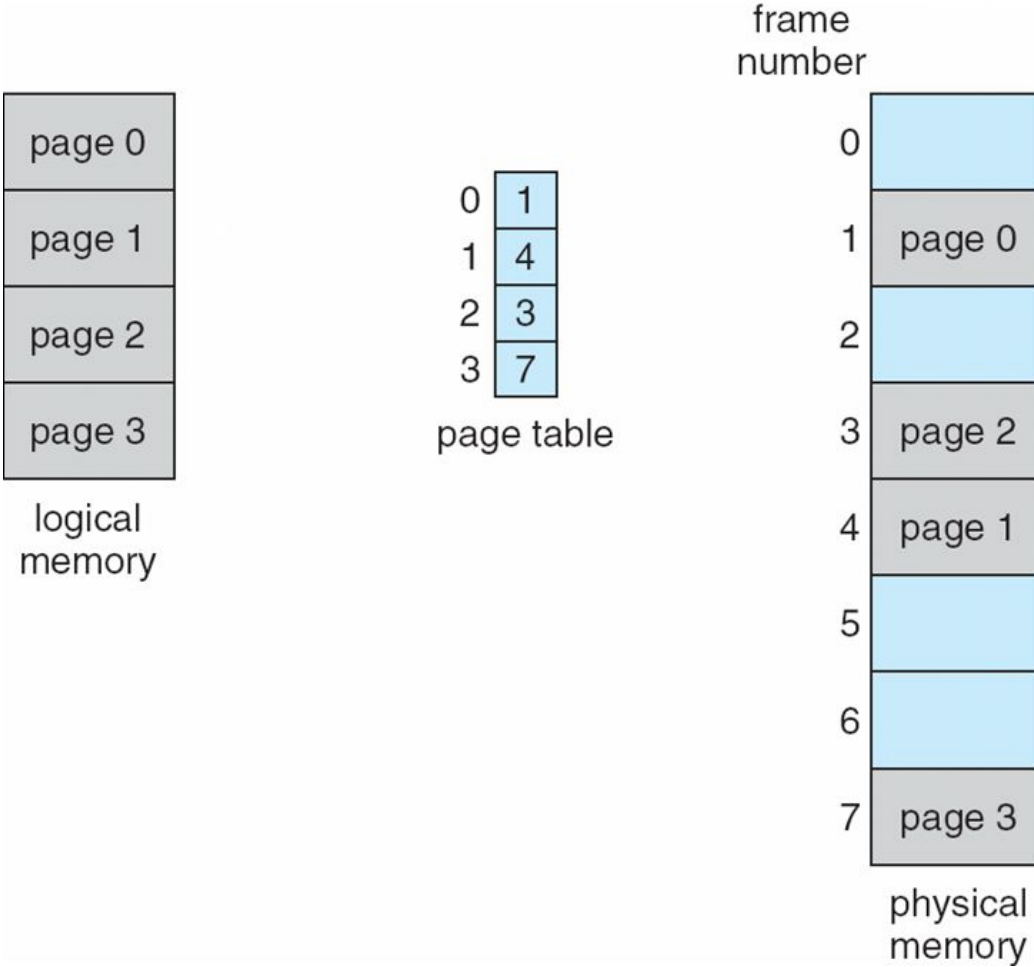 frame
number
page 0
page 1
page 2
page 3
logical
memory
0 1
1 4
2 3
3 7
page table
0
1 page 0
2
3 page 2
4 page 1
5
6
7 page 3
physical
memory